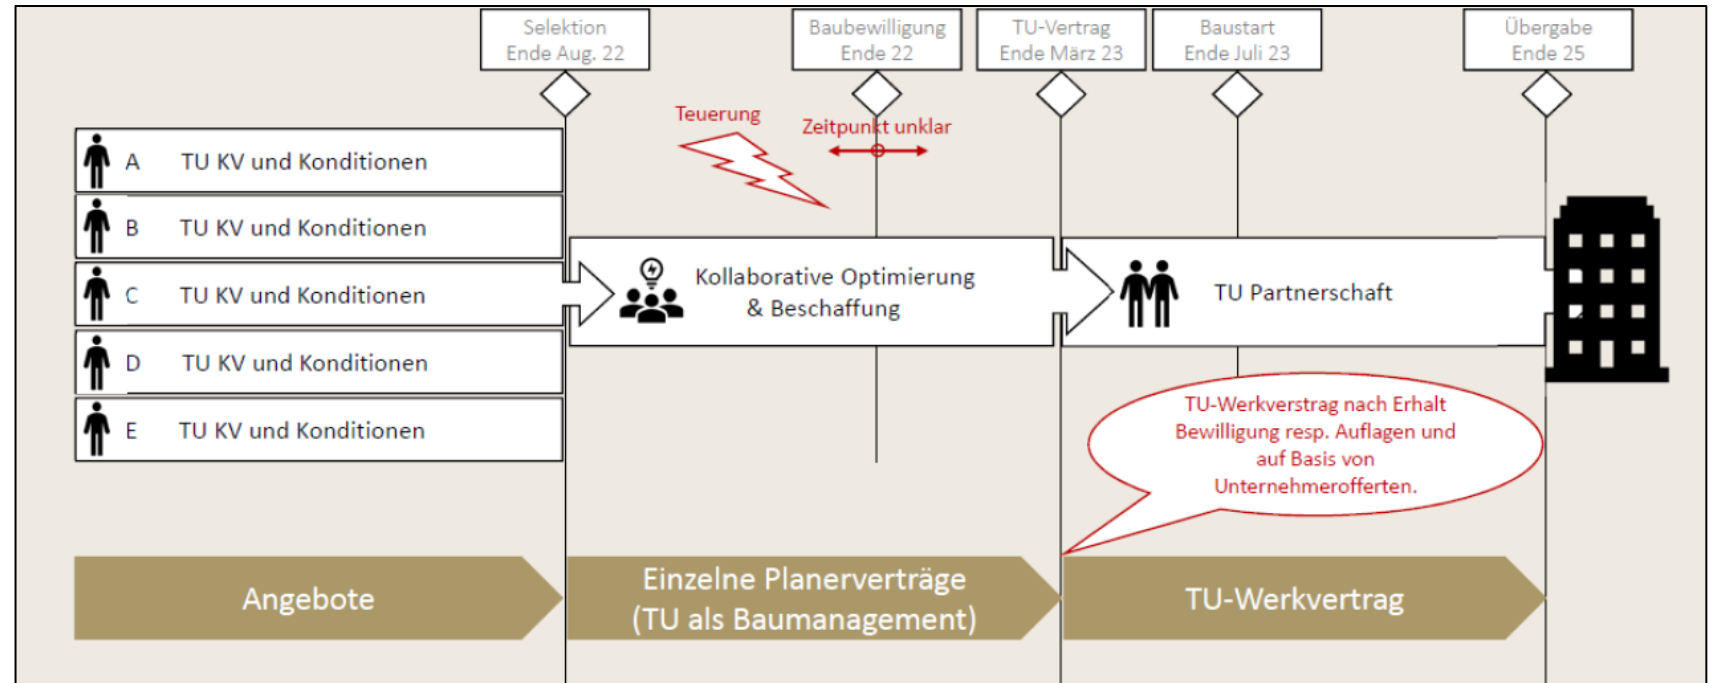 Selektion
Ende Aug. 22
Baubewilligung
Ende 22
TU-Vertrag
Ende März 23
Baustart
Ende Juli 23
Übergabe
Ende 25
Teuerung
Zeitpunkt unklar
A TU KV und Konditionen
B TU KV und Konditionen
C TU KV und Konditionen
D TU KV und Konditionen
E TU KV und Konditionen
Kollaborative Optimierung
& Beschaffung
TU Partnerschaft
TU-Werkverstrag nach Erhalt
Bewilligung resp. Auflagen und
auf Basis von
Unternehmerofferten.
Angebote
Einzelne Planerverträge
(TU als Baumanagement)
TU-Werkvertrag